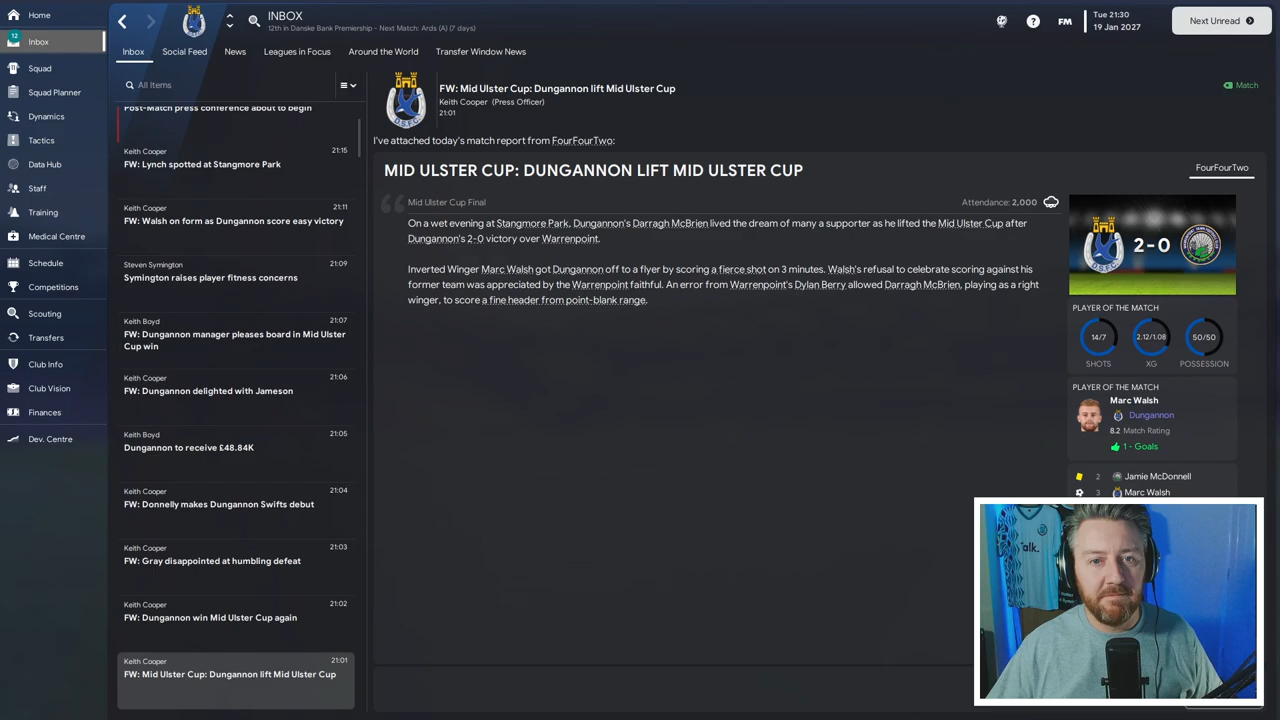 Home
12
Inbox
Squad
Squad Planner
Dynamics
Tactics
Data Hub
Staff
Training
Medical Centre
Schedule
Competitions
Scouting
Transfers
Club Info
Club Vision
Finances
Dev. Centre
INBOX
12th in Danske Bank Premiership - Next Match: Ards (A) (7 days)
FM
Tue 21:30
19 Jan 2027
Next Unread
Inbox
Social Feed
News
Leagues in Focus
Around the World
Transfer Window News
All Items
Post-Match press conference about to begin
Keith Cooper 21:15
FW: Lynch spotted at Stangmore Park
Keith Cooper 21:11
FW: Walsh on form as Dungannon score easy victory
Steven Symington 21:09
Symington raises player fitness concerns
Keith Boyd 21:07
FW: Dungannon manager pleases board in Mid Ulster
Cup win
Keith Cooper 21:06
FW: Dungannon delighted with Jameson
Keith Boyd 21:05
Dungannon to receive £48.84K
Keith Cooper 21:04
FW: Donnelly makes Dungannon Swifts debut
Keith Cooper 21:03
FW: Gray disappointed at humbling defeat
Keith Cooper 21:02
FW: Dungannon win Mid Ulster Cup again
Keith Cooper 21:01
FW: Mid Ulster Cup: Dungannon lift Mid Ulster Cup
D.S.F.C.
FW: Mid Ulster Cup: Dungannon lift Mid Ulster Cup
Keith Cooper (Press Officer)
21:01
Match
I've attached today's match report from FourFourTwo:
MID ULSTER CUP: DUNGANNON LIFT MID ULSTER CUP
FourFourTwo
Mid Ulster Cup Final
Attendance: 2,000
On a wet evening at Stangmore Park, Dungannon's Darragh McBrien lived the dream of many a supporter as he lifted the Mid Ulster Cup after
Dungannon's 2-0 victory over Warrenpoint.
Inverted Winger Marc Walsh got Dungannon off to a flyer by scoring a fierce shot on 3 minutes. Walsh's refusal to celebrate scoring against his
former team was appreciated by the Warrenpoint faithful. An error from Warrenpoint's Dylan Berry allowed Darragh McBrien, playing as a right
winger, to score a fine header from point-blank range.
D.S.F.C.
2-0
PLAYER OF THE MATCH
14/7
2.12/1.08
50/50
SHOTS
XG
POSSESSION
PLAYER OF THE MATCH
Marc Walsh
Dungannon
8.2 Match Rating
1 - Goals
2 Jamie McDonnell
3 Marc Walsh
alk.